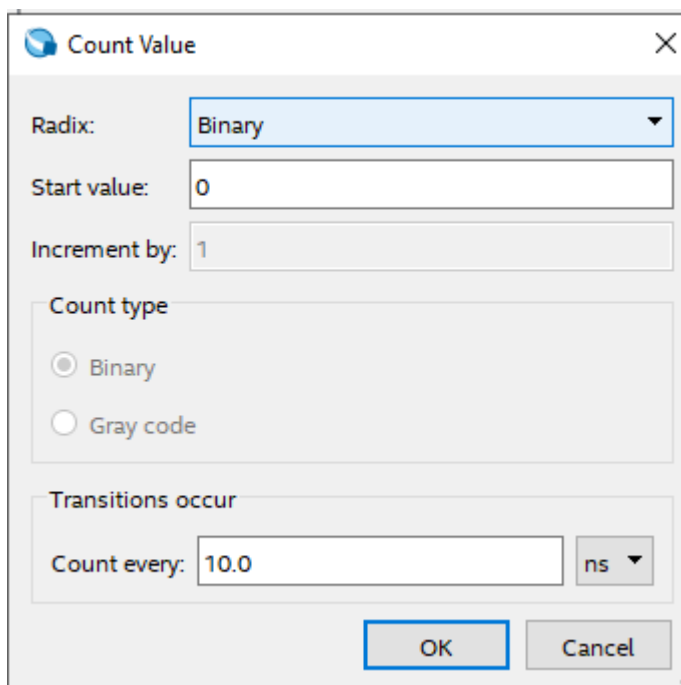 Count Value
Radix: Binary
Start value: 0
Increment by: 1
Count type
Binary
Gray code
Transitions occur
Count every: 10.0 ns
OK Cancel